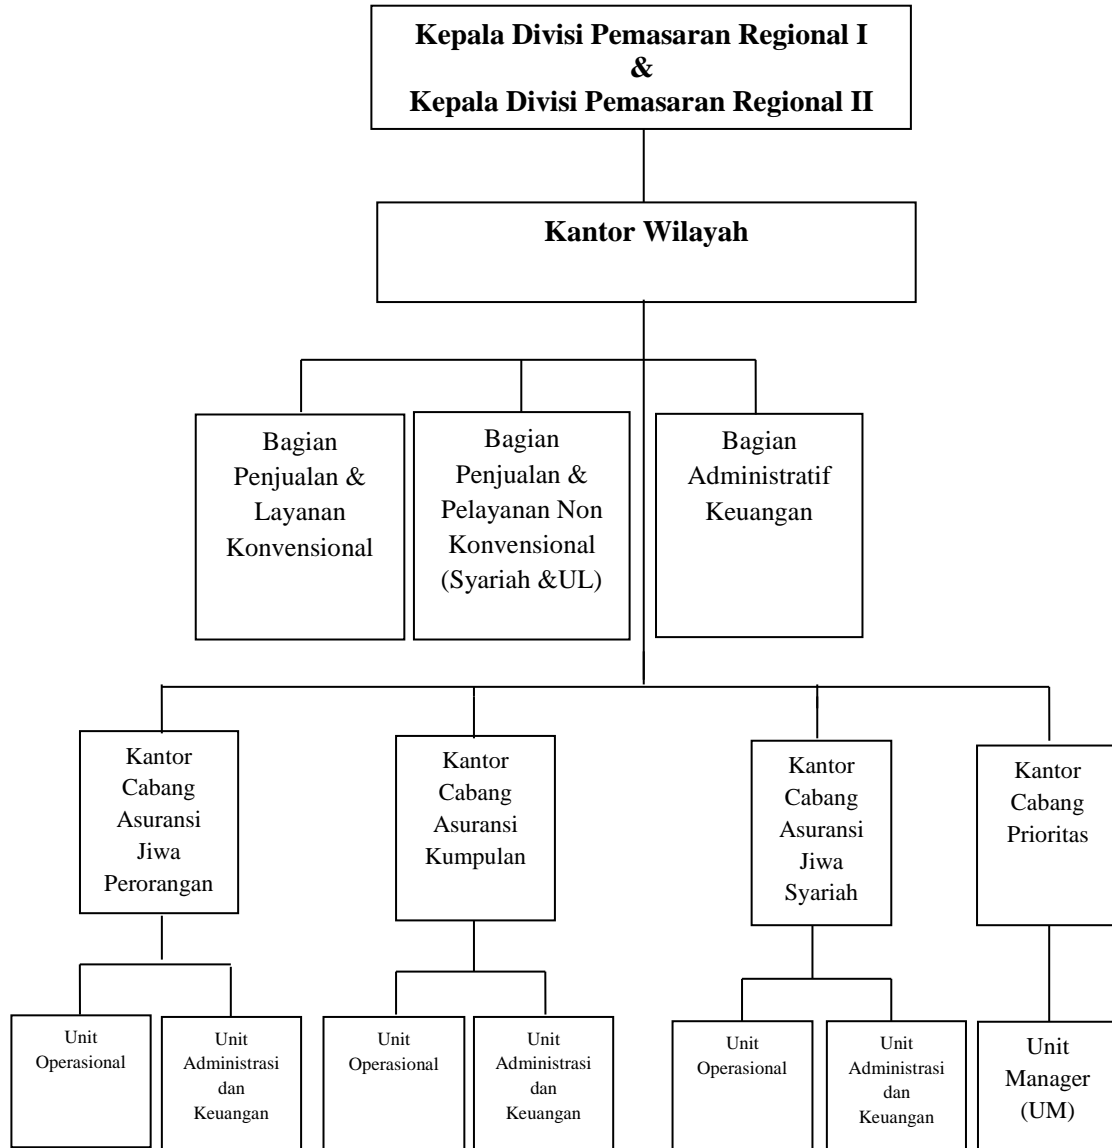 Kepala Divisi Pemasaran Regional I
&
Kepala Divisi Pemasaran Regional II
Kantor Wilayah
Bagian
Penjualan &
Layanan
Konvensional
Bagian
Penjualan &
Pelayanan Non
Konvensional
(Syariah &UL)
Bagian
Administratif
Keuangan
Kantor
Cabang
Asuransi
Jiwa
Perorangan
Kantor
Cabang
Asuransi
Kumpulan
Kantor
Cabang
Asuransi
Jiwa
Syariah
Kantor
Cabang
Prioritas
Unit
Operasional
Unit
Administrasi
dan
Keuangan
Unit
Operasional
Unit
Administrasi
dan
Keuangan
Unit
Operasional
Unit
Administrasi
dan
Keuangan
Unit
Manager
(UM)